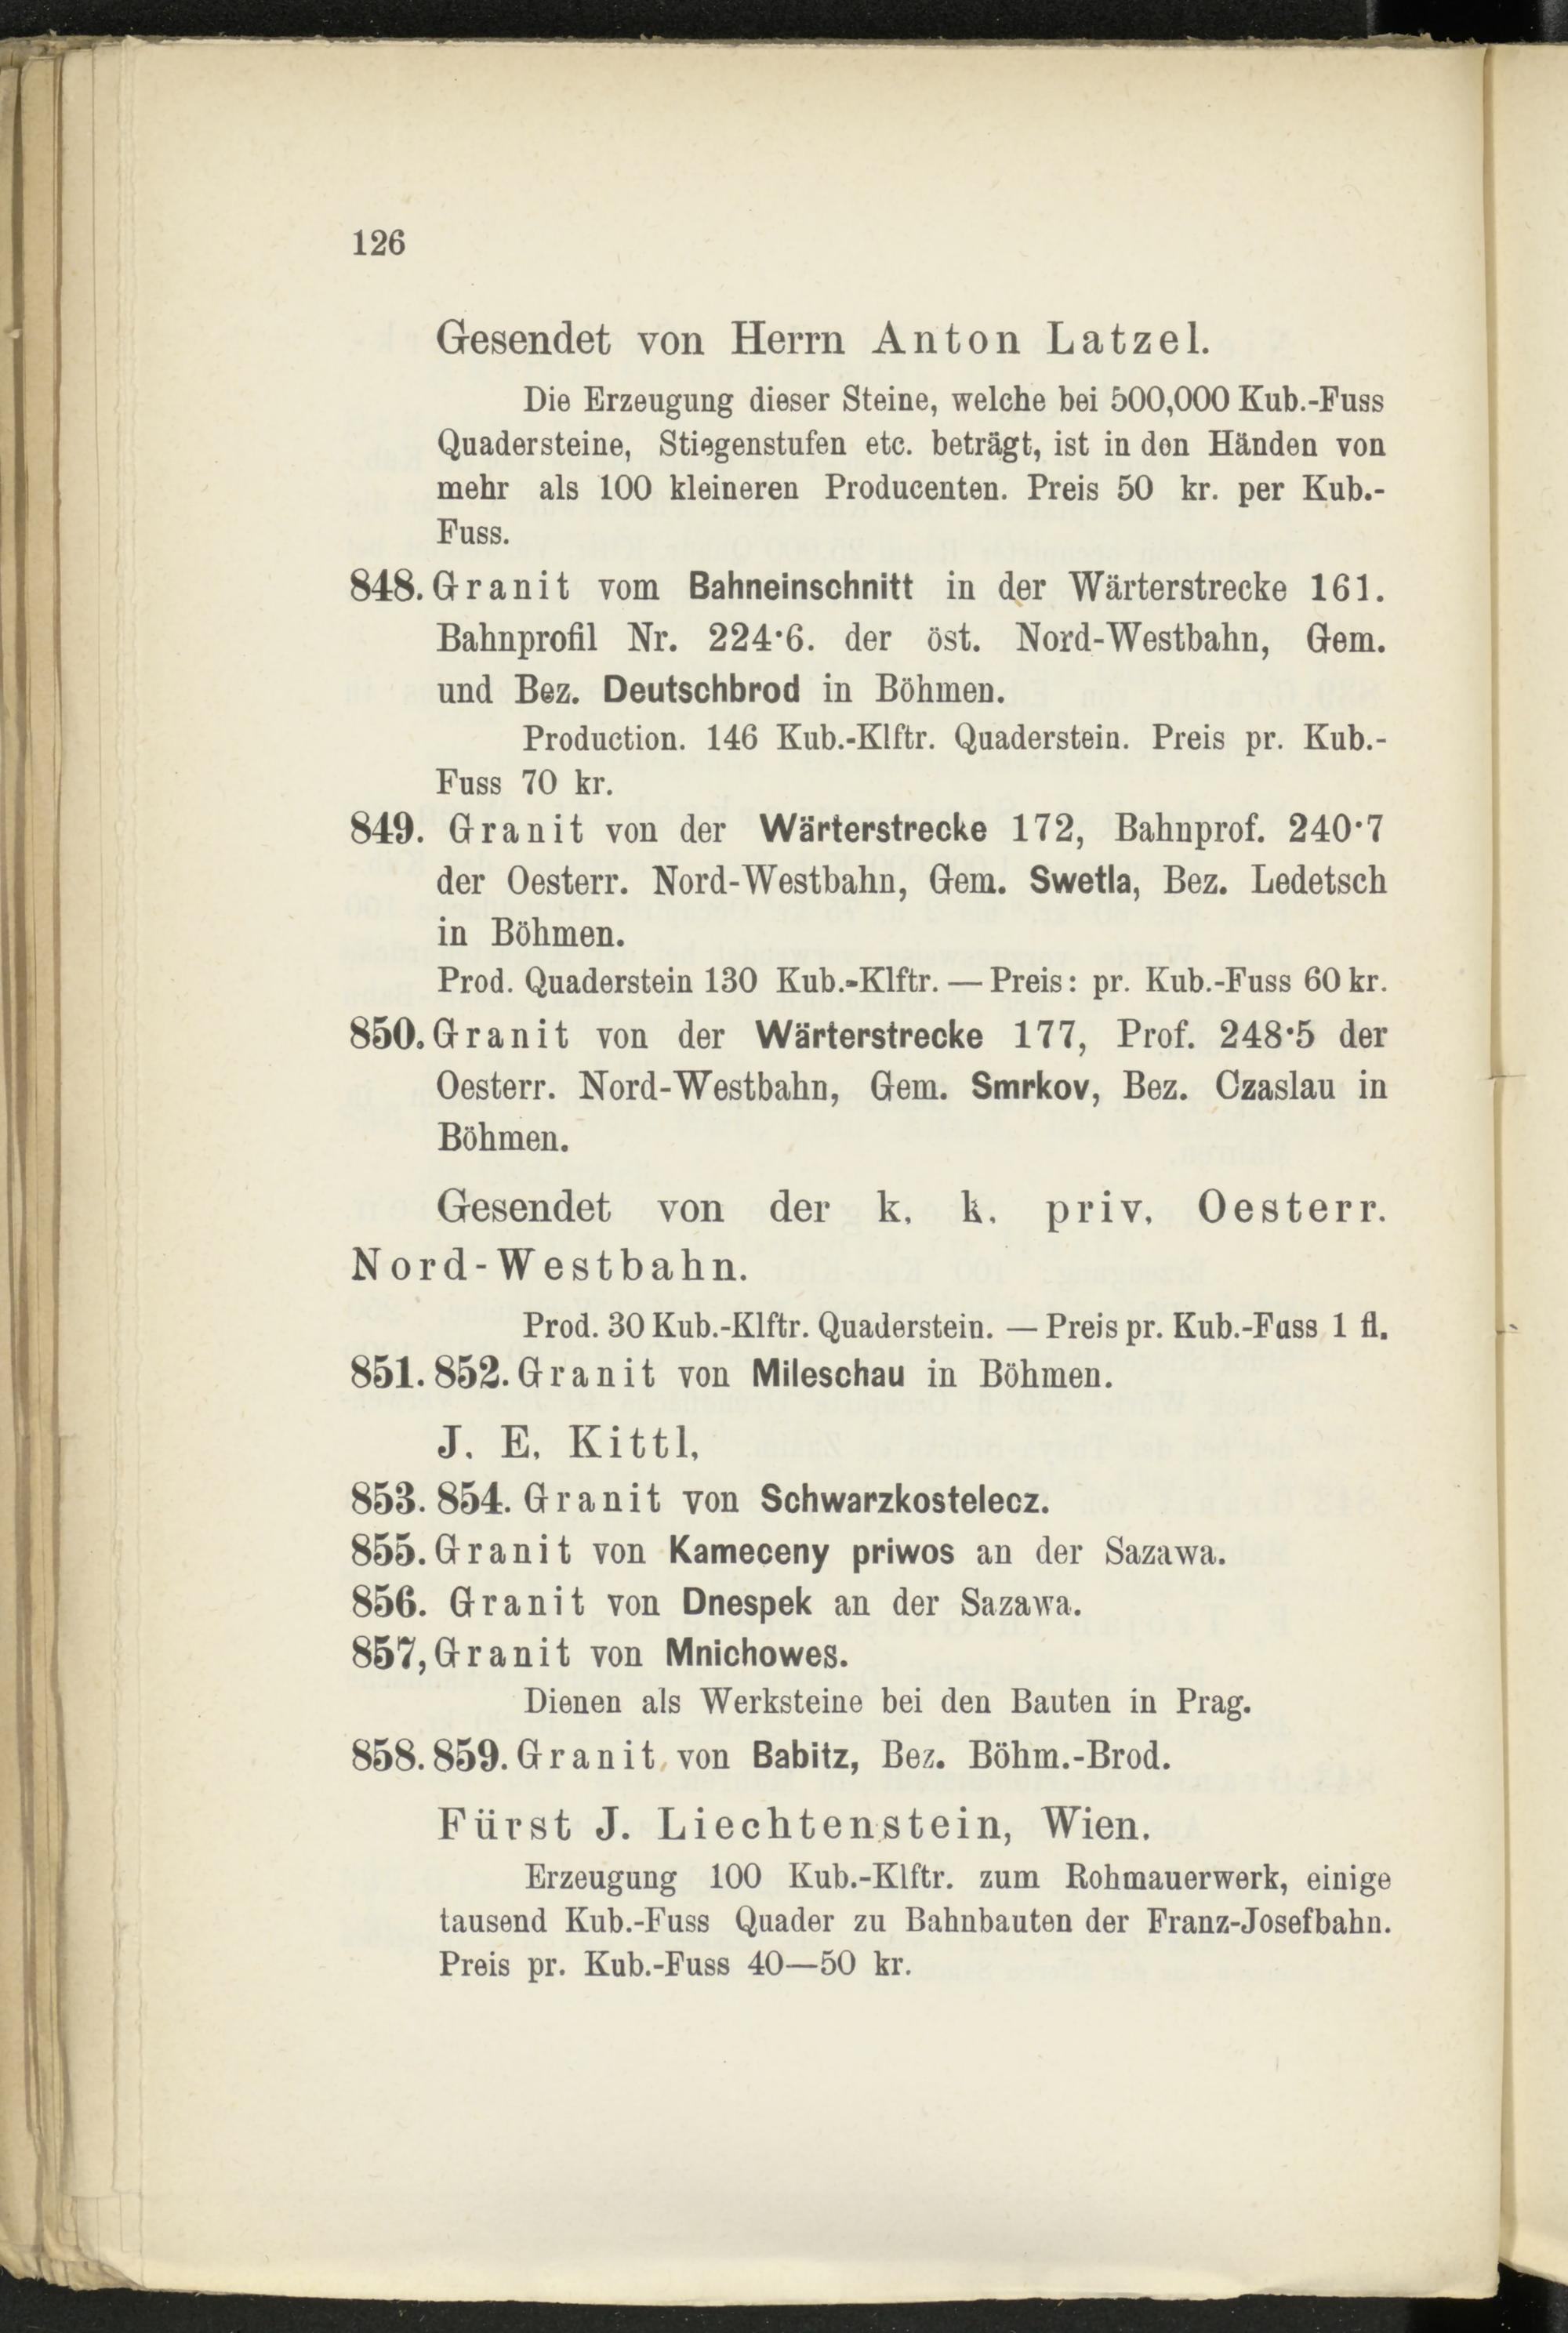 126
Gesendet von Herrn Anton Latzel.
Die Erzeugung dieser Steine, welche bei 500,000 Kub.-Fuss
Quadersteine, Stiegenstufen etc. beträgt, ist in den Händen von
mehr als 100 kleineren Producenten. Preis 50 kr. per Kub.-
Fuss.
848. Granit vom Bahneinschnitt in der Wärterstrecke 161.
Bahnprofil Nr. 224·6. der öst. Nord-Westbahn, Gem.
und Bez. Deutschbrod in Böhmen.
Production. 146 Kub.-Klftr. Quaderstein. Preis pr. Kub.-
Fuss 70 kr.
849. Granit von der Wärterstrecke 172, Bahnprof. 240·7
der Oesterr. Nord-Westbahn, Gem. Swetla, Bez. Ledetsch
in Böhmen.
Prod. Quaderstein 130 Kub.-Klftr. — Preis: pr. Kub.-Fuss 60 kr.
850. Granit von der Wärterstrecke 177, Prof. 248·5 der
Oesterr. Nord-Westbahn, Gem. Smrkov, Bez. Czaslau in
Böhmen.
Gesendet von der k. k. priv. Oesterr.
Nord-Westbahn.
Prod. 30 Kub.-Klftr. Quaderstein. — Preis pr. Kub.-Fuss 1 fl.
851. 852. Granit von Mileschau in Böhmen.
J. E. Kittl,
853. 854. Granit von Schwarzkostelecz.
855. Granit von Kameceny priwos an der Sazawa.
856. Granit von Dnespek an der Sazawa.
857, Granit von Mnichowes.
Dienen als Werksteine bei den Bauten in Prag.
858. 859. Granit von Babitz, Bez. Böhm.-Brod.
Fürst J. Liechtenstein, Wien.
Erzeugung 100 Kub.-Klftr. zum Rohmauerwerk, einige
tausend Kub.-Fuss Quader zu Bahnbauten der Franz-Josefbahn.
Preis pr. Kub.-Fuss 40—50 kr.